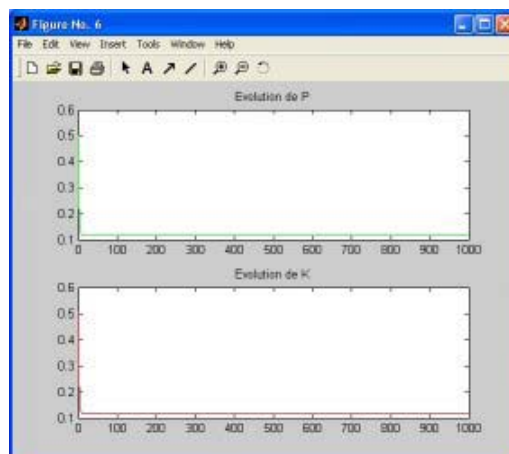 Figure No. 6
File Edit View Insert Tools Window Help
A
Evolution de P
0.6
0.5
0.4
0.3
0.2
0.1
0 100 200 300 400 500 600 700 800 900 1000
Evolution de K
0.6
0.5
0.4
0.3
0.2
0.1
0 100 200 300 400 500 600 700 800 900 1000